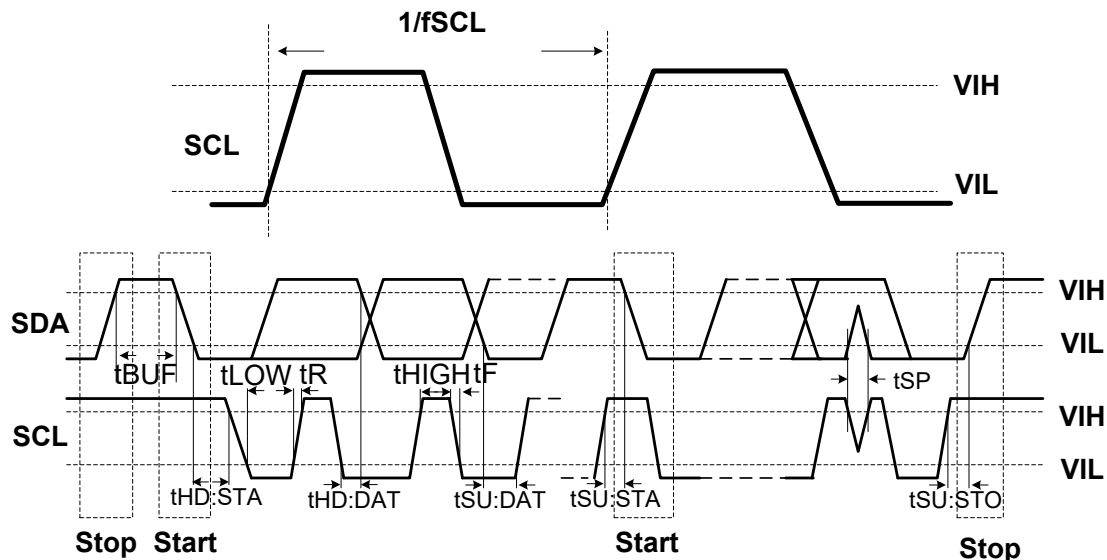 1/fSCL
VIH
SCL
VIL
VIH
SDA
VIL
tBUF tLOW tR tHIGH tF
tSP
VIH
SCL
VIL
tHD:STA tHD:DAT tSU:DAT tSU:STA tSU:STO
Stop Start Start Stop